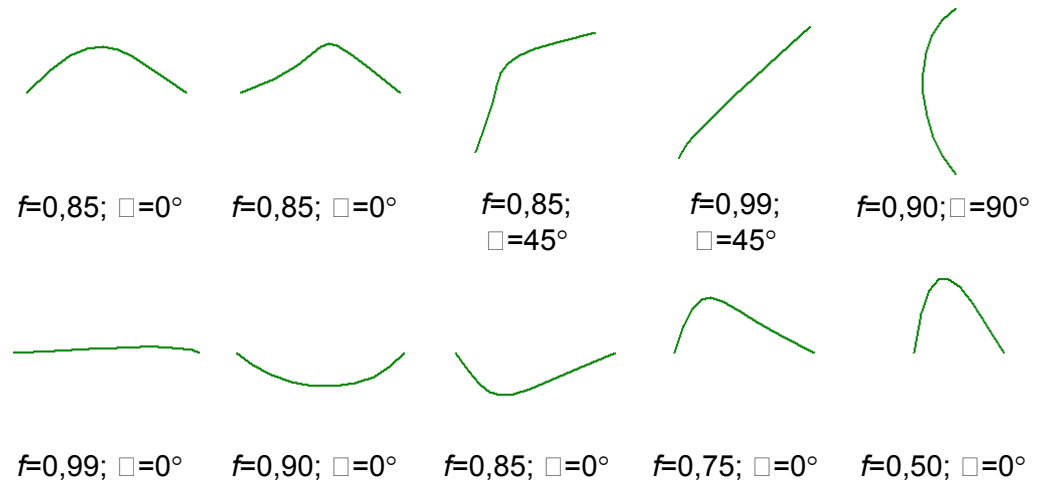 f=0,85; □=0°
f=0,85; □=0°
f=0,85;
□=45°
f=0,99;
□=45°
f=0,90;□=90°
f=0,99; □=0°
f=0,90; □=0°
f=0,85; □=0°
f=0,75; □=0°
f=0,50; □=0°